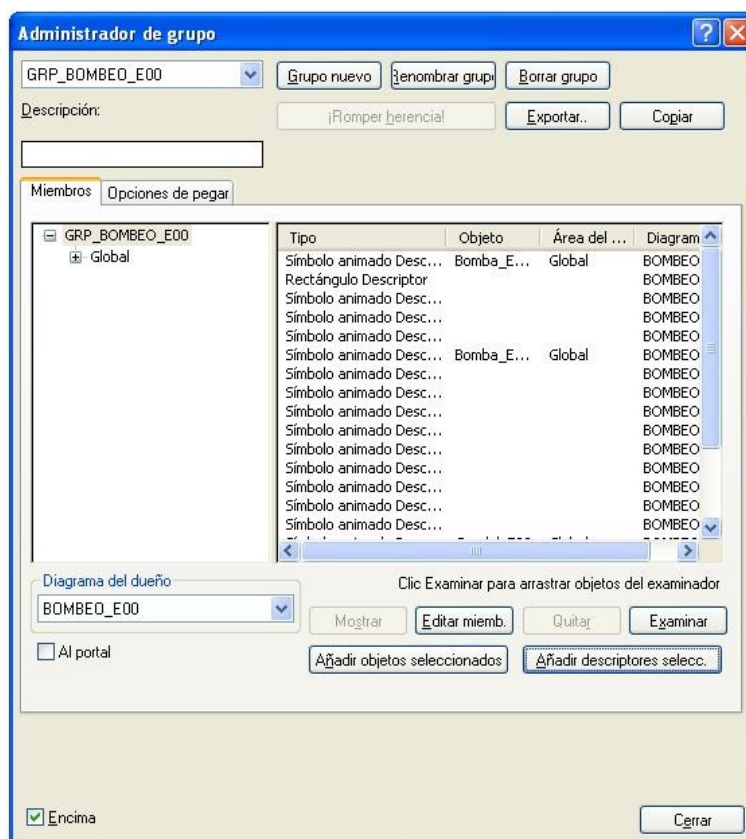 Administrador de grupo
GRP_BOMBEO_E00
Grupo nuevo
Renombrar grup
Borrar grupo
Descripción:
¡Romper herencia!
Exportar..
Copiar
Miembros
Opciones de pegar
GRP_BOMBEO_E00
Global
Tipo Objeto Área del ... Diagram
Símbolo animado Desc... Bomba_E... Global BOMBEO
Rectángulo Descriptor BOMBEO
Símbolo animado Desc... BOMBEO
Símbolo animado Desc... BOMBEO
Símbolo animado Desc... BOMBEO
Símbolo animado Desc... Bomba_E... Global BOMBEO
Símbolo animado Desc... BOMBEO
Símbolo animado Desc... BOMBEO
Símbolo animado Desc... BOMBEO
Símbolo animado Desc... BOMBEO
Símbolo animado Desc... BOMBEO
Símbolo animado Desc... BOMBEO
Símbolo animado Desc... BOMBEO
Símbolo animado Desc... BOMBEO
Símbolo animado Desc... BOMBEO
Diagrama del dueño
BOMBEO_E00
Clic Examinar para arrastrar objetos del examinador
Mostrar
Editar miemb.
Quitar
Examinar
Al portal
Añadir objetos seleccionados
Añadir descriptores selecc.
Encima
Cerrar